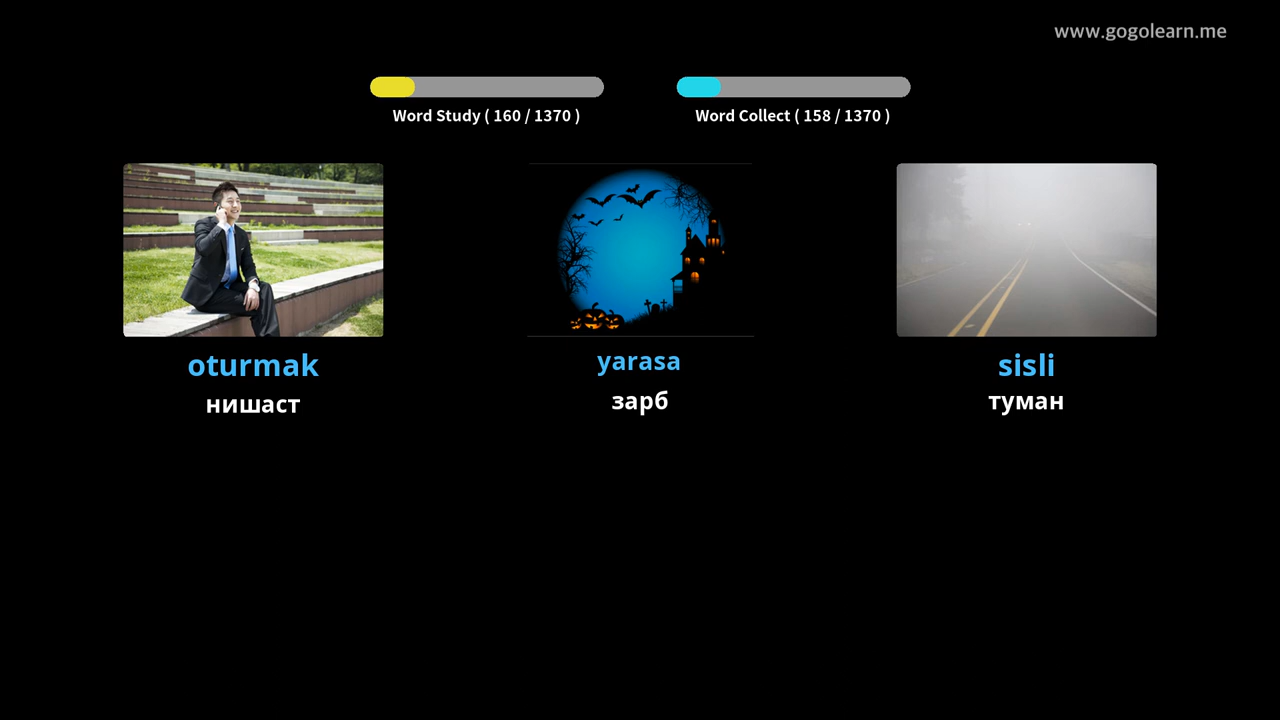 www.gogolearn.me
Word Study ( 160 / 1370 )
Word Collect ( 158 / 1370 )
oturmak
нишаст
yarasa
зарб
sisli
туман